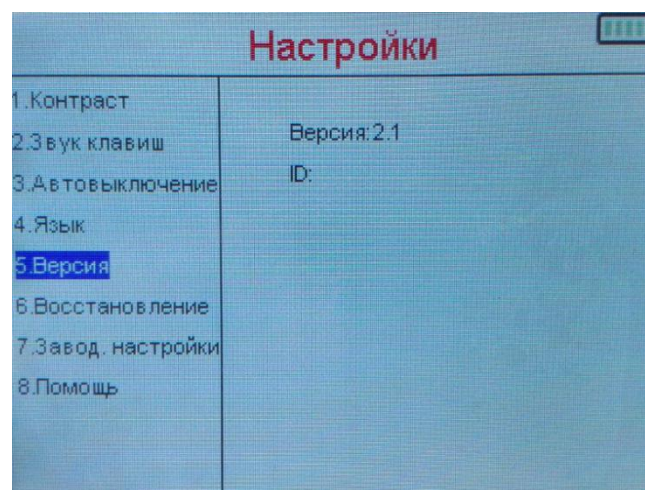 Настройки
1.Контраст
2.Звук клавиш
3.Автовыключение
4.Язык
5.Версия
6.Восстановление
7.Завод. настройки
8.Помощь
Версия:2.1
ID: